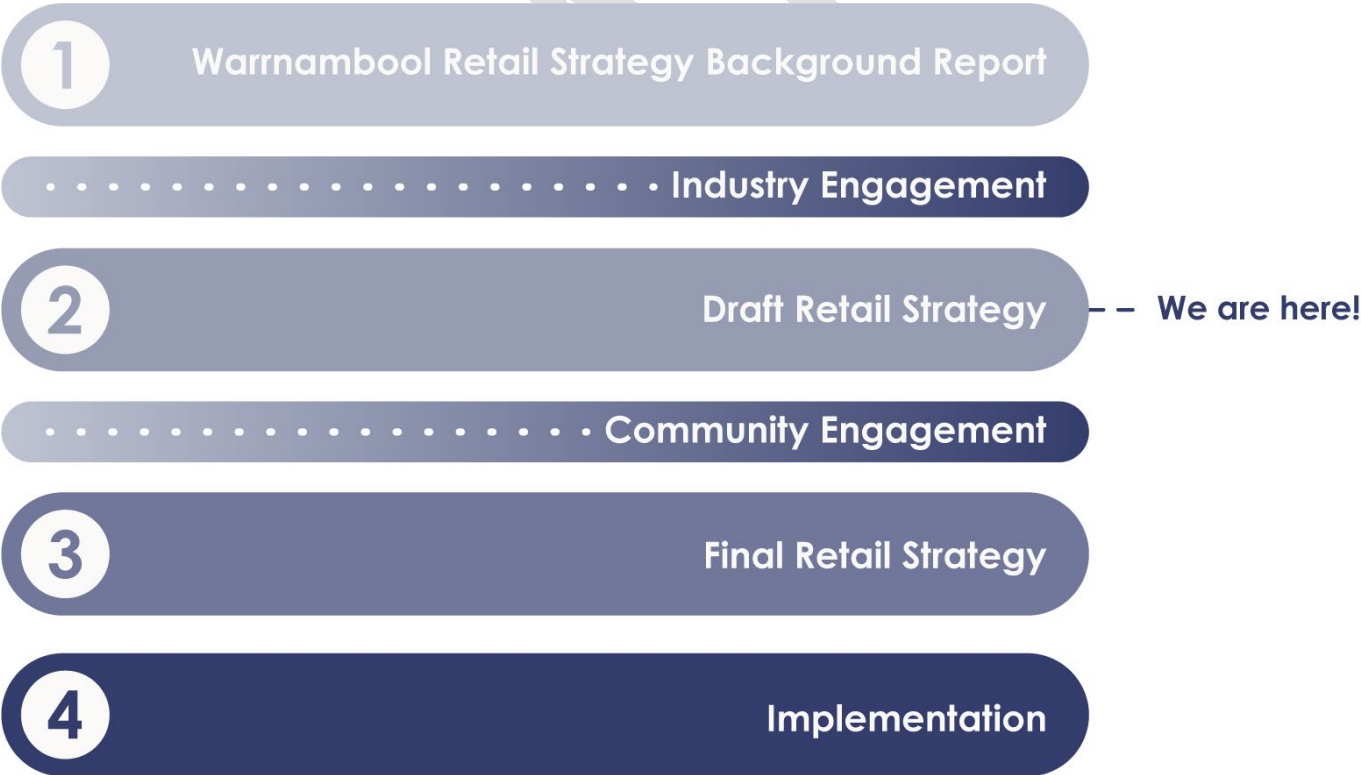 1
Warrnambool Retail Strategy Background Report
Industry Engagement
2
Draft Retail Strategy
We are here!
Community Engagement
3
Final Retail Strategy
4
Implementation